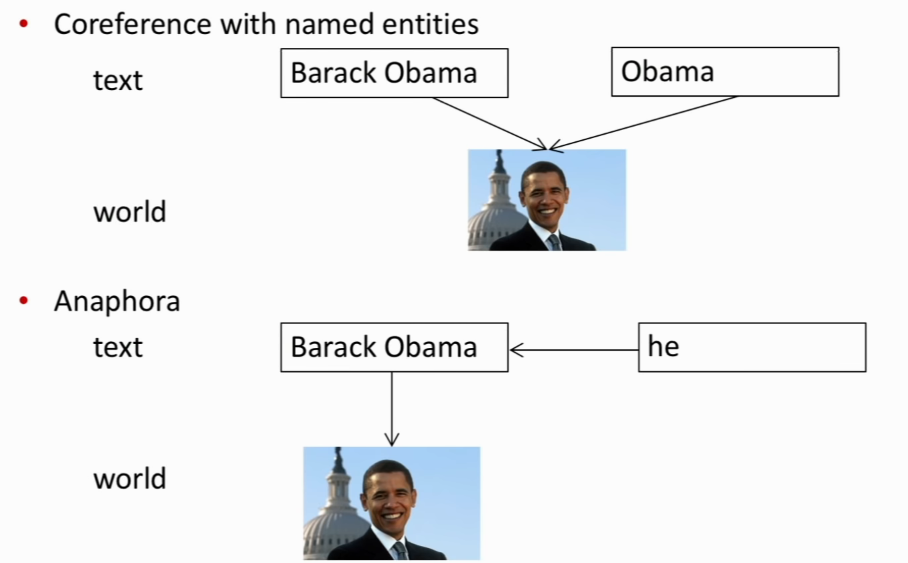 • Coreference with named entities
text Barack Obama Obama
world
• Anaphora
text Barack Obama he
world